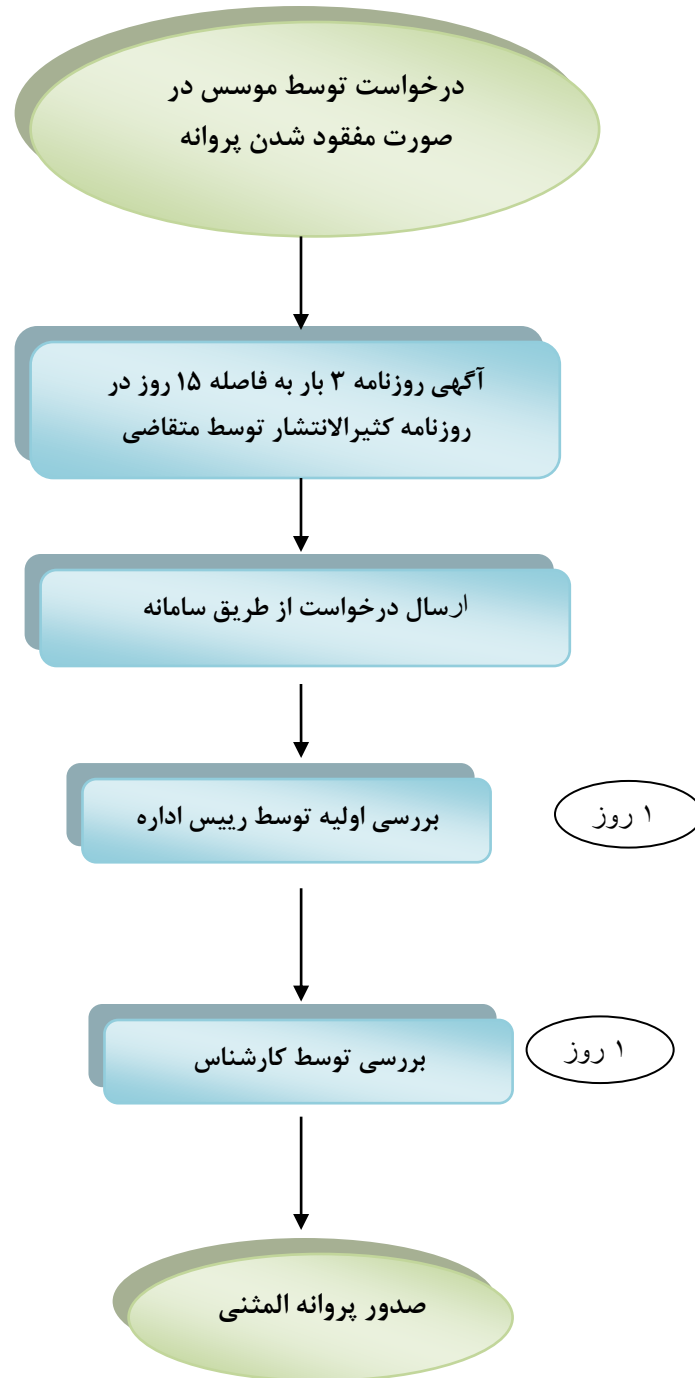 درخواست توسط موسس در
صورت مفقود شدن پروانه
آگهی روزنامه ۳ بار به فاصله ۱۵ روز در
روزنامه کثیرالانتشار توسط متقاضی
ارسال درخواست از طریق سامانه
بررسی اولیه توسط رییس اداره
۱ روز
بررسی توسط کارشناس
۱ روز
صدور پروانه المثنی